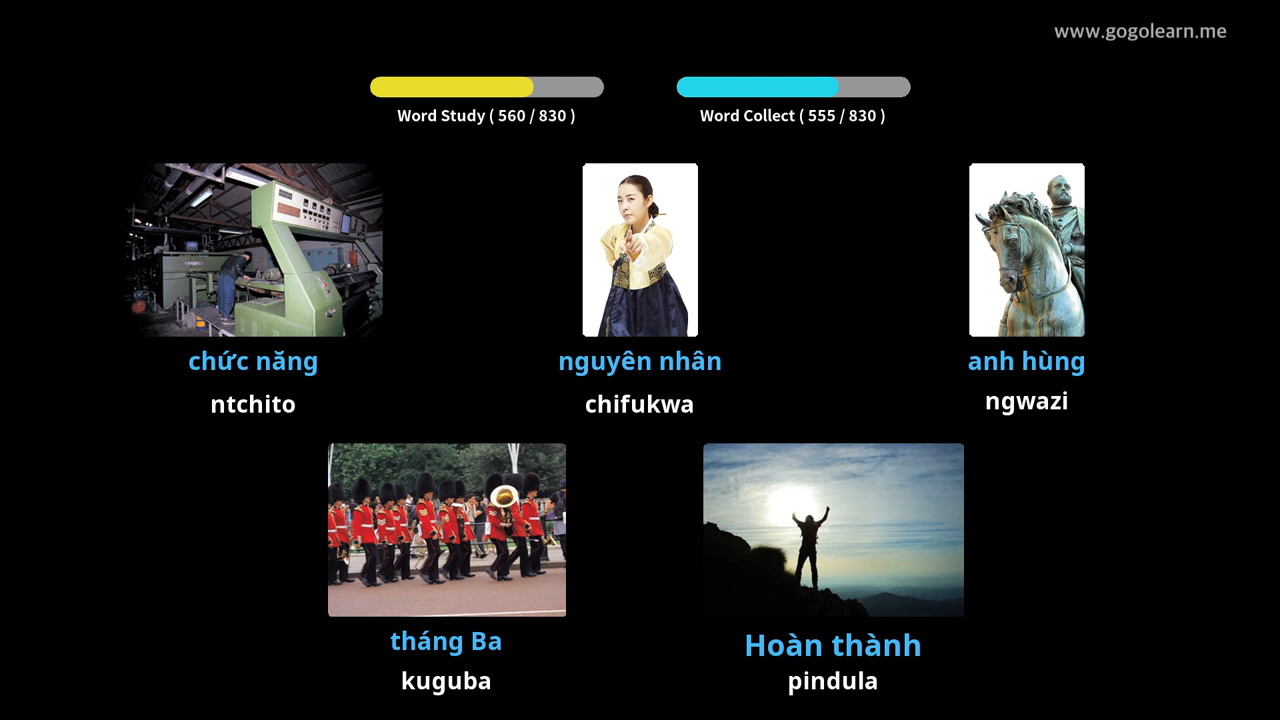 www.gogolearn.me
Word Study ( 560 / 830 )
Word Collect ( 555 / 830 )
chức năng
ntchito
nguyên nhân
chifukwa
anh hùng
ngwazi
tháng Ba
kuguba
Hoàn thành
pindula